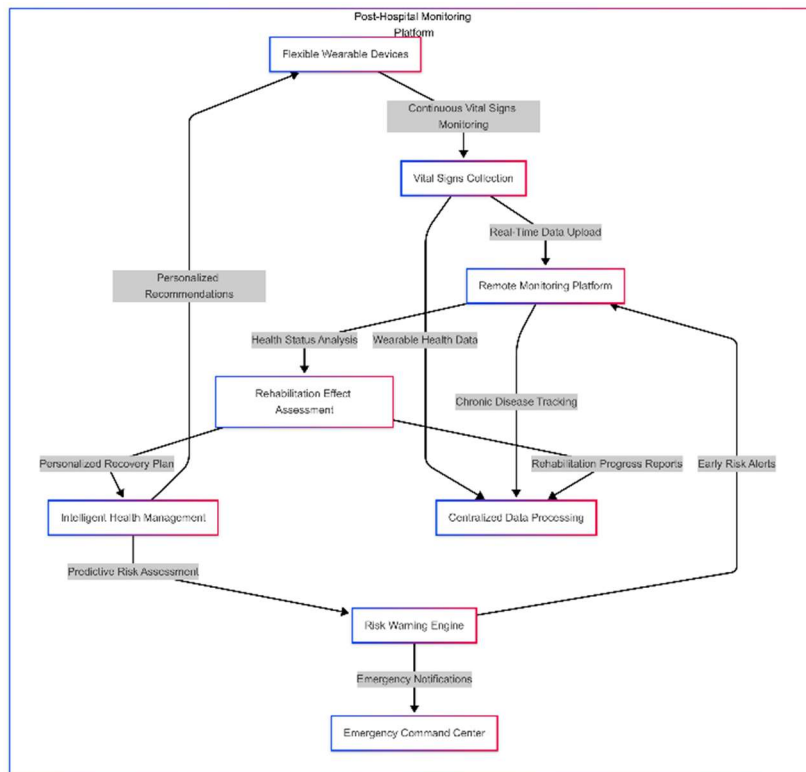 Post-Hospital Monitoring
Platform
Flexible Wearable Devices
Continuous Vital Signs
Monitoring
Vital Signs Collection
Real-Time Data Upload
Personalized
Recommendations
Remote Monitoring Platform
Health Status Analysis
Wearable Health Data
Rehabilitation Effect
Assessment
Chronic Disease Tracking
Personalized Recovery Plan
Rehabilitation Progress Reports
Early Risk Alerts
Intelligent Health Management
Centralized Data Processing
Predictive Risk Assessment
Risk Warning Engine
Emergency Notifications
Emergency Command Center